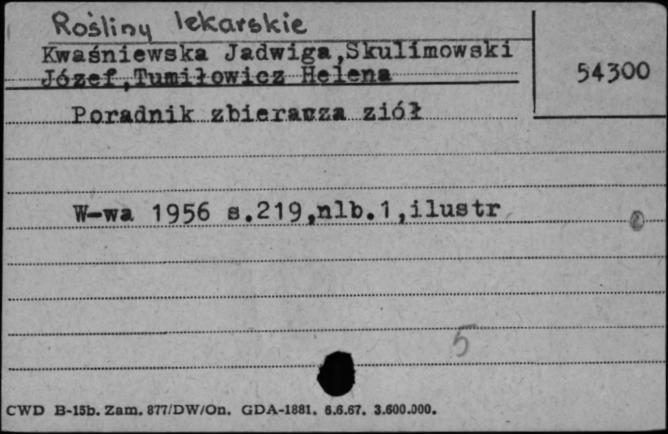 Rośliny lekarskie
Kwaśniewska Jadwiga,Skulimowski
Józef,Tumiłowicz Helena
54300
Poradnik zbieracza ziół
W-wa 1956 s.219,nlb.1,ilustr
5
CWD B-15b. Zam. 877/DW/On. GDA-1881. 6.6.67. 3.600.000.